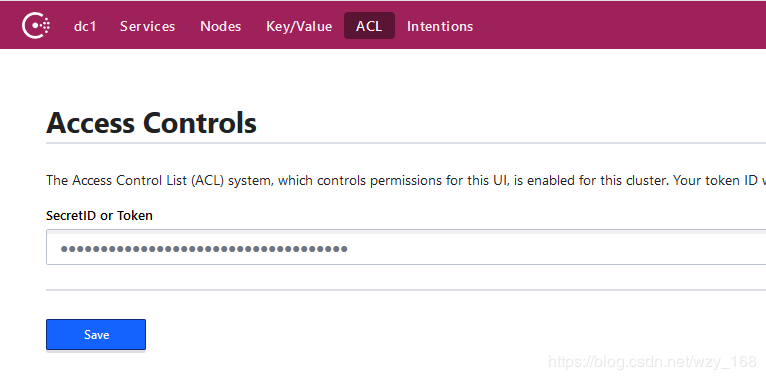 dc1 Services Nodes Key/Value ACL Intentions
Access Controls
The Access Control List (ACL) system, which controls permissions for this UI, is enabled for this cluster. Your token ID w
SecretID or Token
Save
https://blog.csdn.net/wzy_168